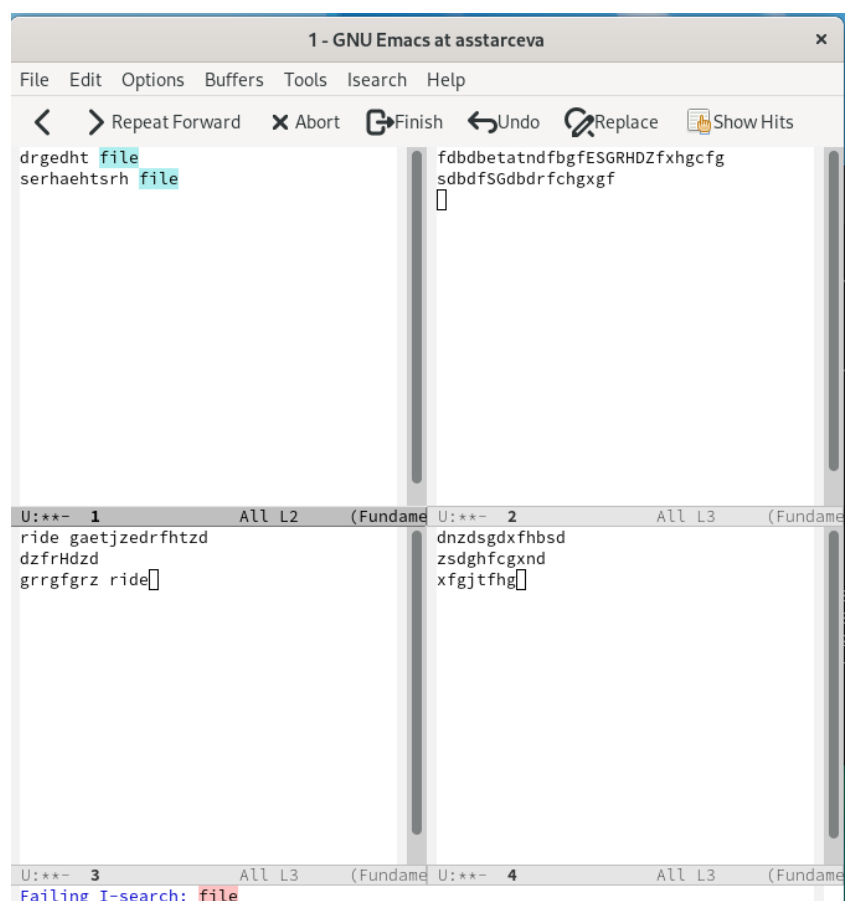 1 - GNU Emacs at asstarceva ×
File Edit Options Buffers Tools Isearch Help
Repeat Forward Abort Finish Undo Replace Show Hits
drgedht file
serhaehtsrh file
U:**- 1 All L2 (Fundame
fdbdbetatndfbgfESGRHDZfxhgcfg
sdbdfSGdbdrfchgxgf
U:**- 2 All L3 (Fundame
ride gaetjzedrfhtzd
dzfrHdzd
grrgfgrz ride
U:**- 3 All L3 (Fundame
dnzdsgdxfhbsd
zsdghfcgxnd
xfgjtfhg
U:**- 4 All L3 (Fundame
Failing I-search: file